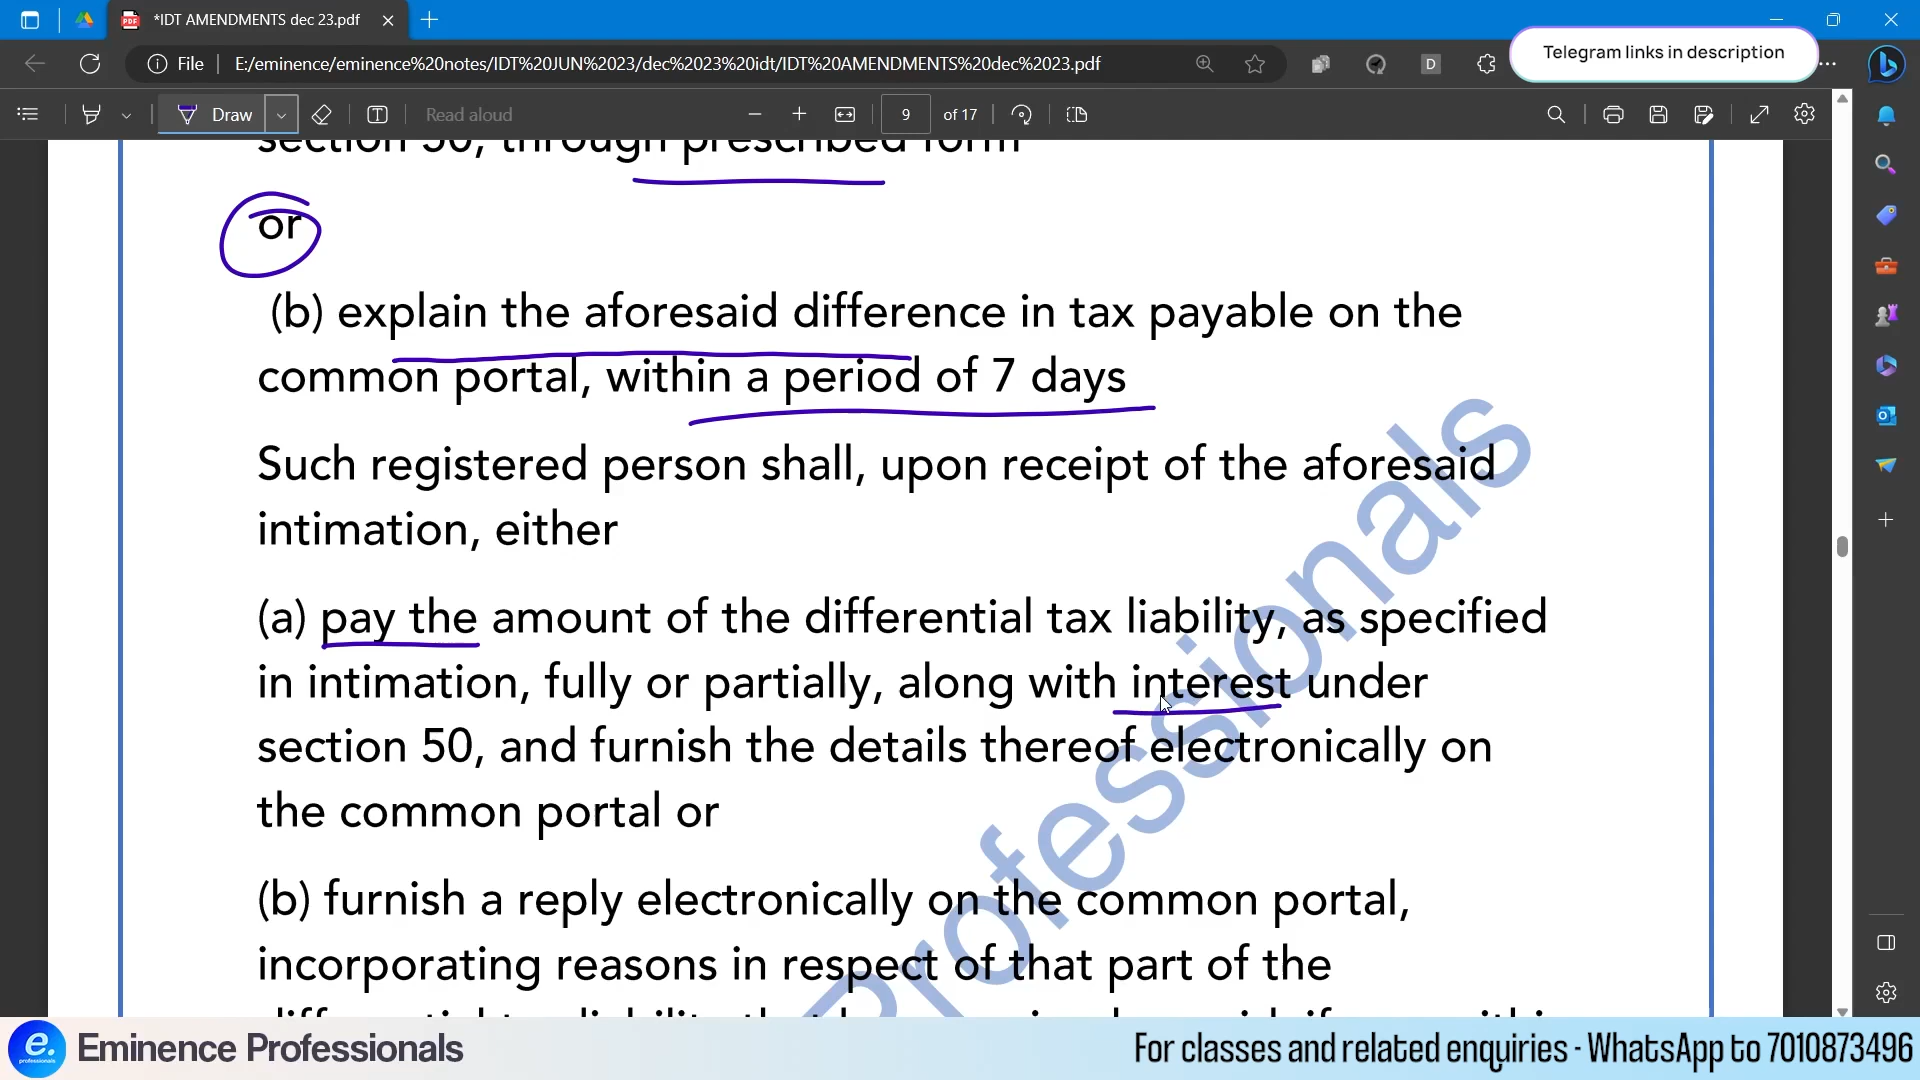 *IDT AMENDMENTS dec 23.pdf
File
E:/eminence/eminence%20notes/IDT%20JUN%2023/dec%2023%20idt/IDT%20AMENDMENTS%20dec%2023.pdf
D
Telegram links in description
Draw
Read aloud
9 of 17
section 50, through prescribed form
or
(b) explain the aforesaid difference in tax payable on the
common portal, within a period of 7 days
Such registered person shall, upon receipt of the aforesaid
intimation, either
(a) pay the amount of the differential tax liability, as specified
in intimation, fully or partially, along with interest under
section 50, and furnish the details thereof electronically on
the common portal or
(b) furnish a reply electronically on the common portal,
incorporating reasons in respect of that part of the
Professionals
e.
professionals
Eminence Professionals
For classes and related enquiries - WhatsApp to 7010873496